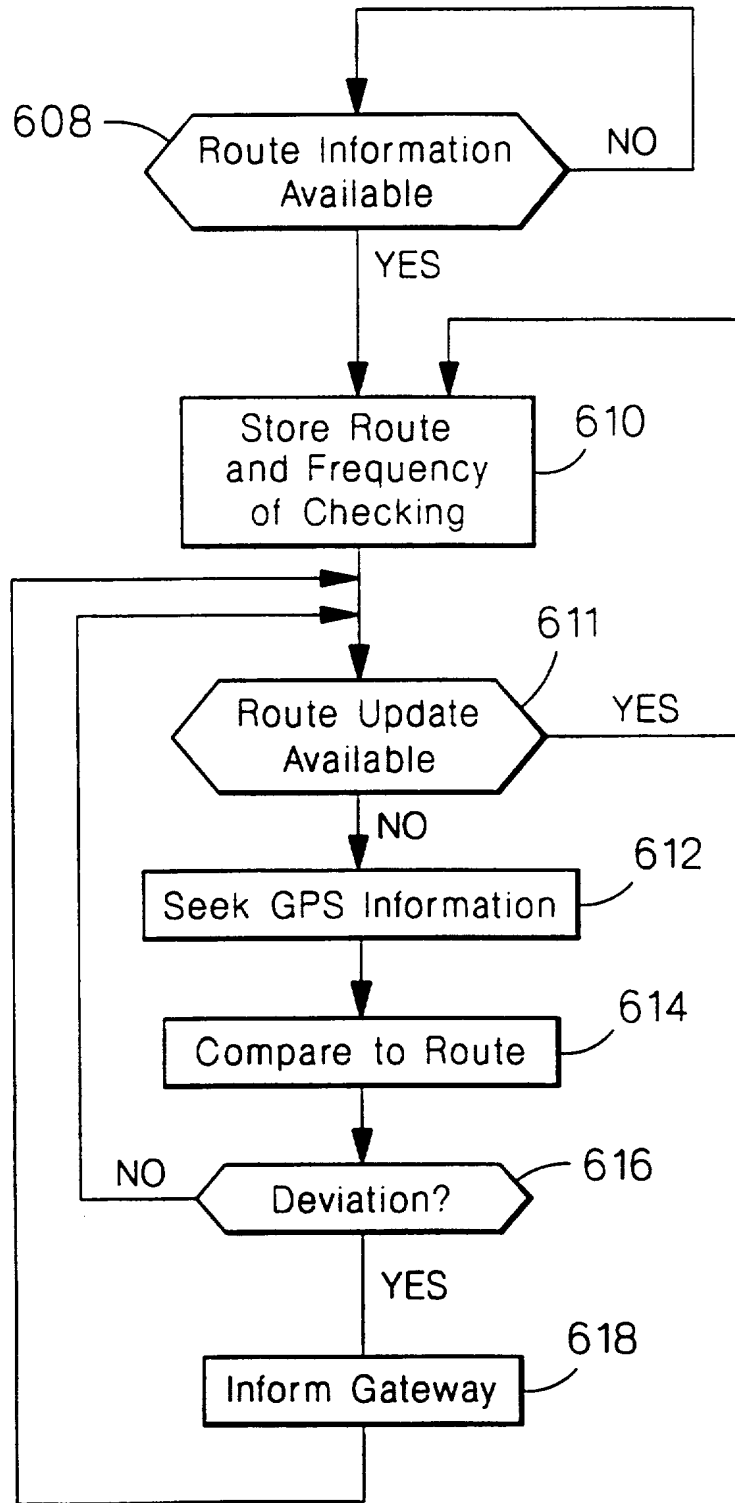 608
Route Information
Available
NO
YES
Store Route
and Frequency
of Checking
610
611
Route Update
Available
YES
NO
612
Seek GPS Information
614
Compare to Route
NO
616
Deviation?
YES
618
Inform Gateway